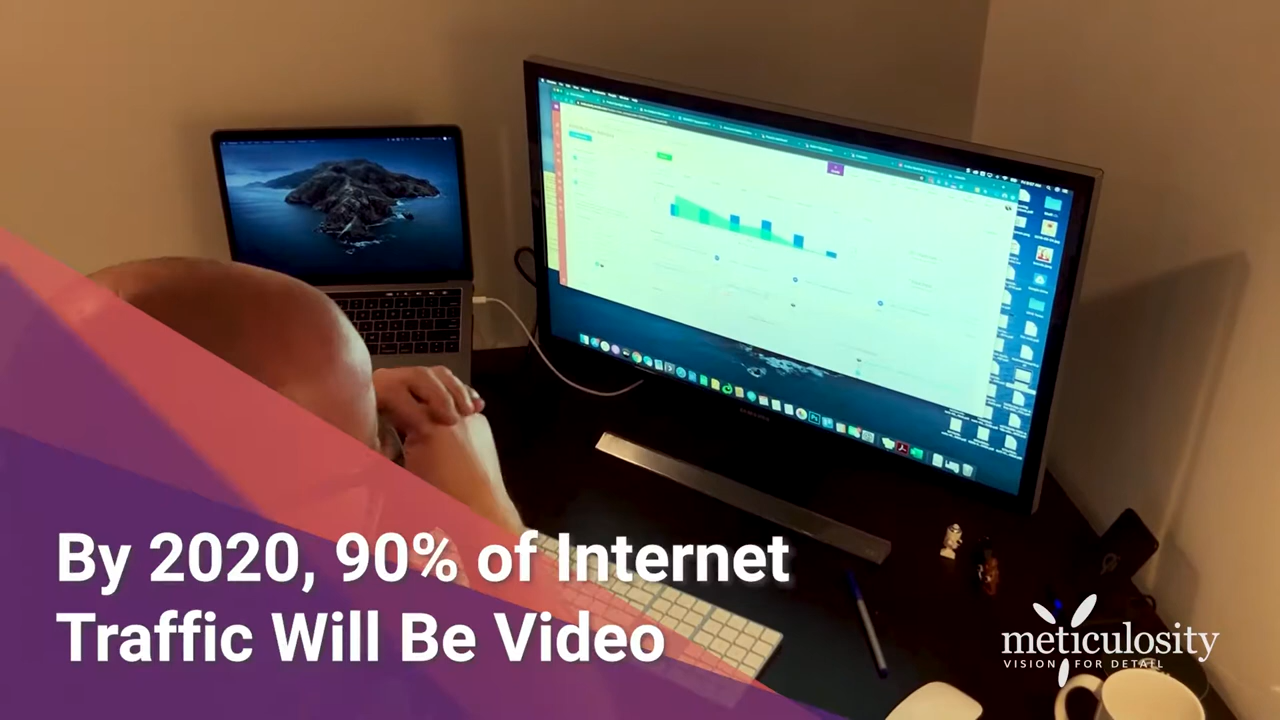 By 2020, 90% of Internet
Traffic Will Be Video
meticulosity
VISION FOR DETAIL